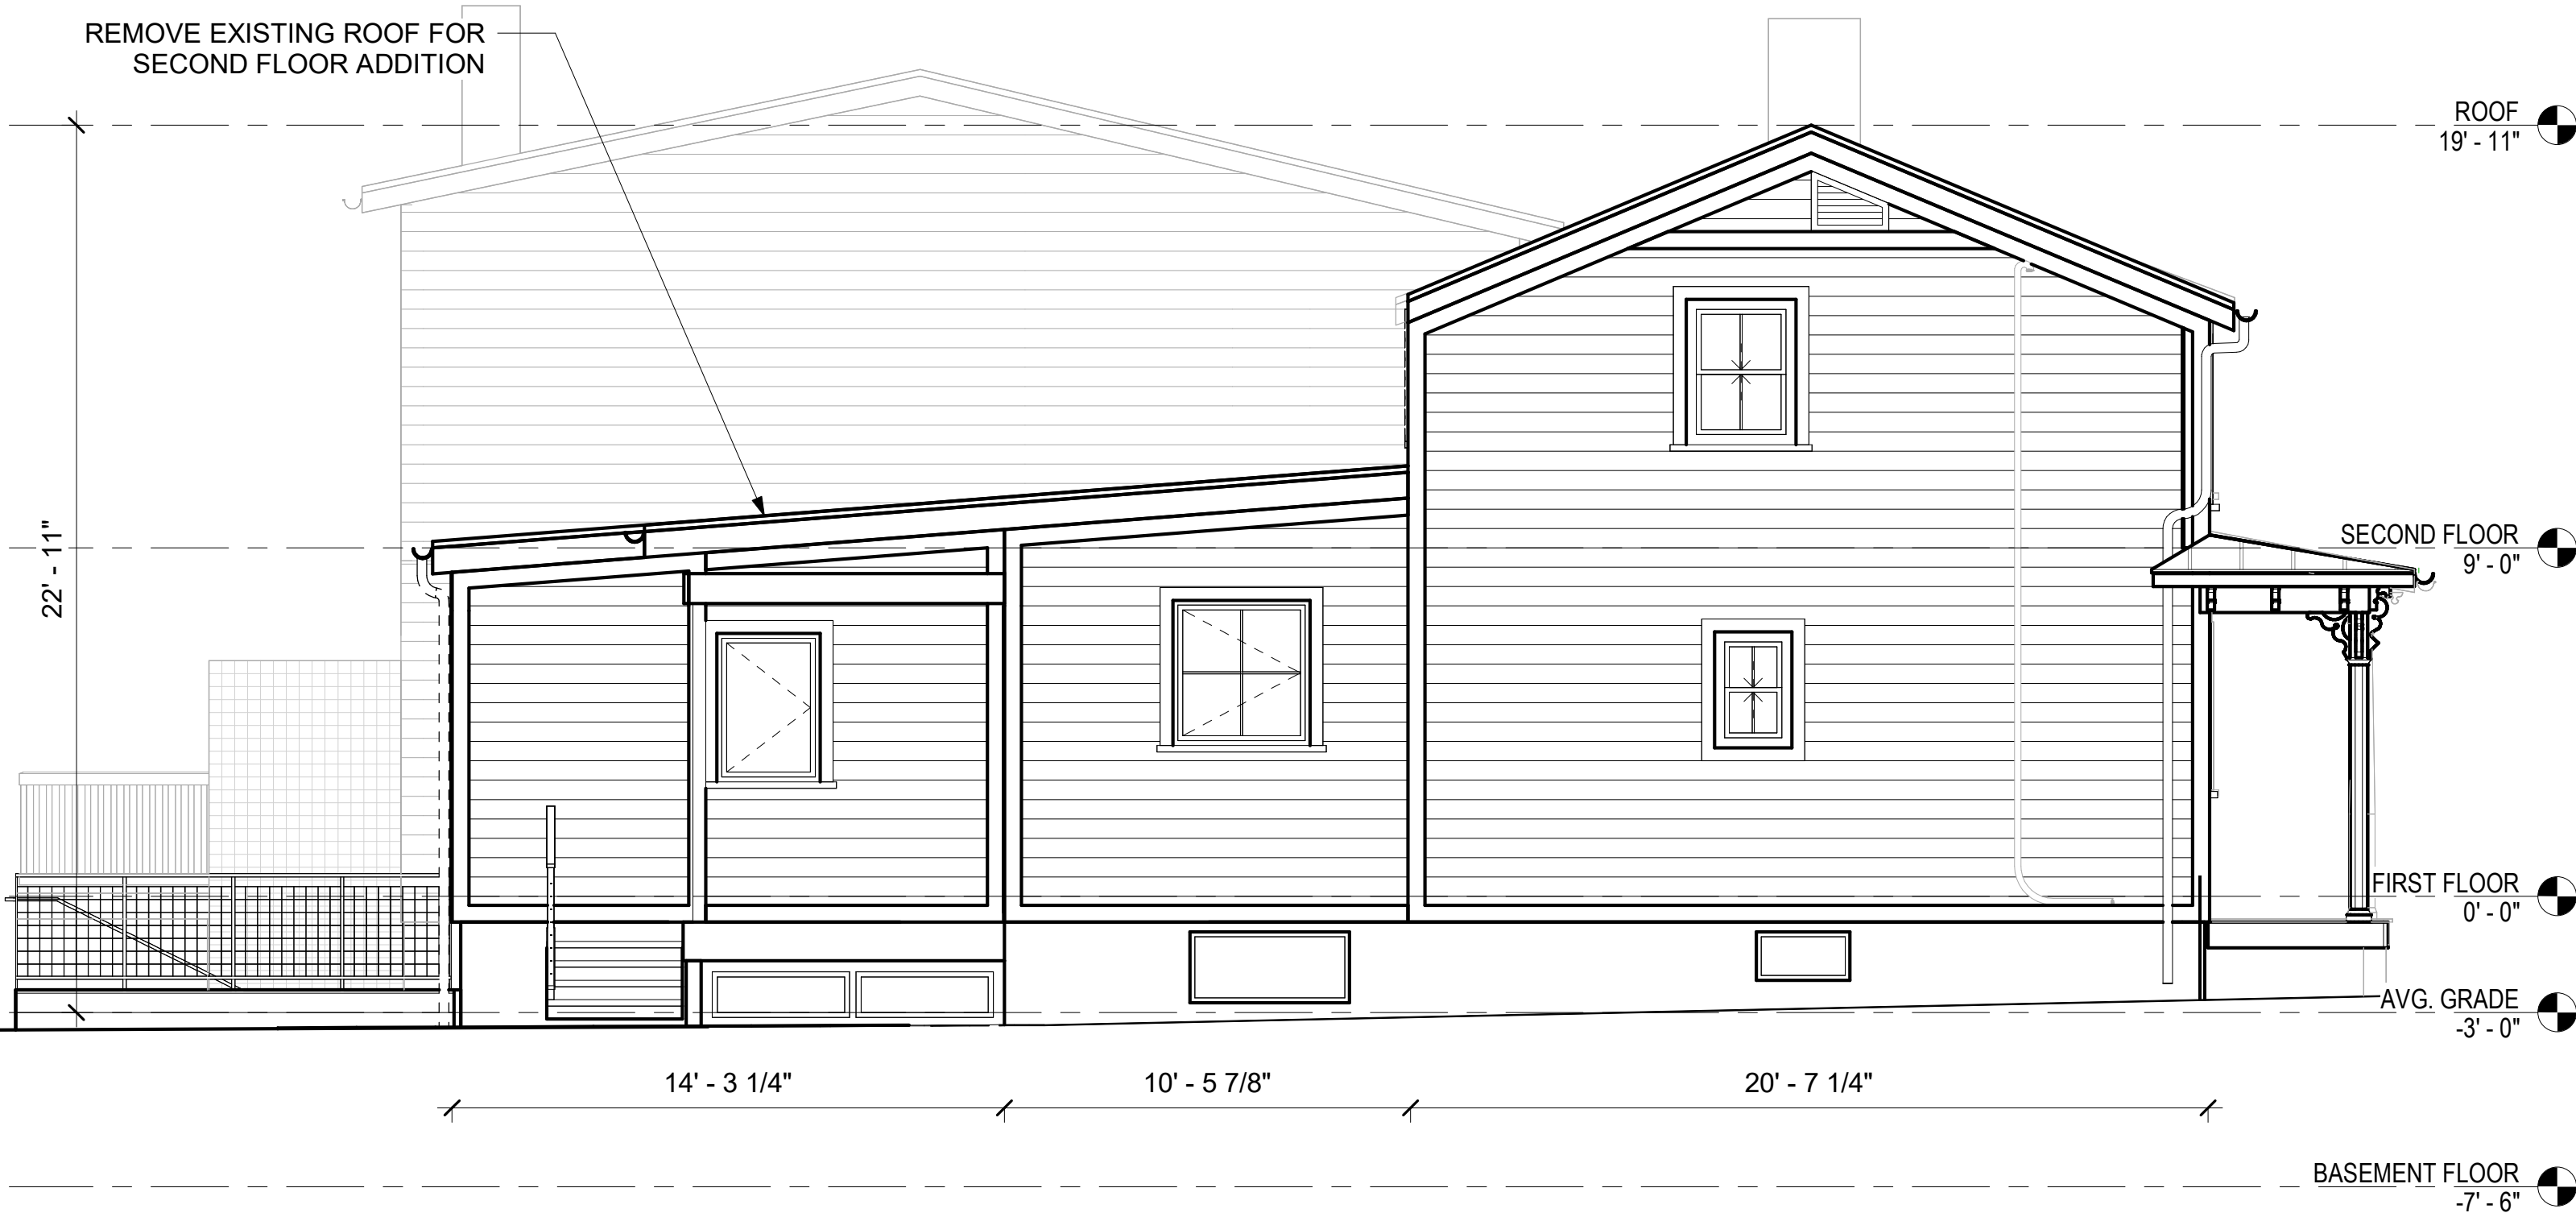 REMOVE EXISTING ROOF FOR
SECOND FLOOR ADDITION
ROOF
19' - 11"
22' - 11"
SECOND FLOOR
9' - 0"
FIRST FLOOR
0' - 0"
AVG. GRADE
-3' - 0"
14' - 3 1/4"
10' - 5 7/8"
20' - 7 1/4"
BASEMENT FLOOR
-7' - 6"